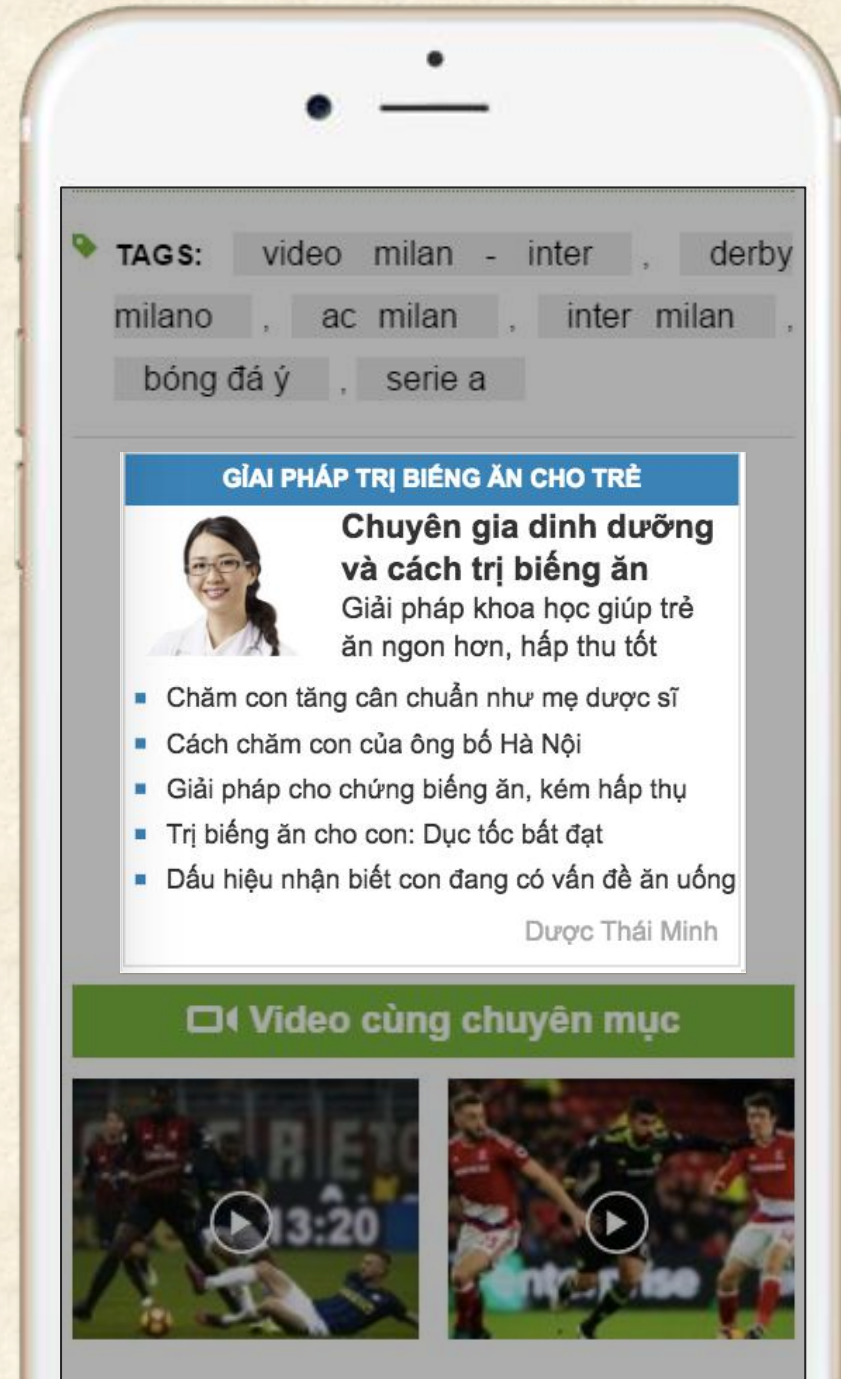 TAGS: video milan - inter , derby
milano , ac milan , inter milan ,
bóng đá ý , serie a
GỈAI PHÁP TRỊ BIẾNG ĂN CHO TRẺ
Chuyên gia dinh dưỡng
và cách trị biếng ăn
Giải pháp khoa học giúp trẻ
ăn ngon hơn, hấp thu tốt
Chăm con tăng cân chuẩn như mẹ dược sĩ
Cách chăm con của ông bố Hà Nội
Giải pháp cho chứng biếng ăn, kém hấp thụ
Trị biếng ăn cho con: Dục tốc bất đạt
Dấu hiệu nhận biết con đang có vấn đề ăn uống
Dược Thái Minh
Video cùng chuyên mục
13:20